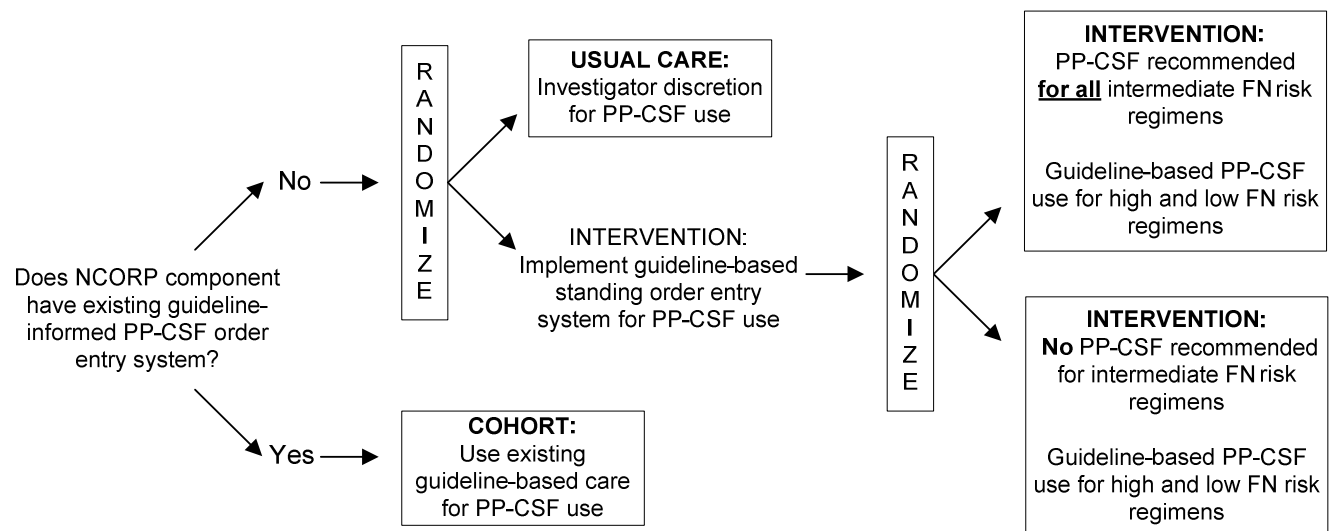 Does NCORP component
have existing guideline-
informed PP-CSF order
entry system?
No
Yes
R
A
N
D
O
M
I
Z
E
USUAL CARE:
Investigator discretion
for PP-CSF use
INTERVENTION:
Implement guideline-based
standing order entry
system for PP-CSF use
COHORT:
Use existing
guideline-based care
for PP-CSF use
R
A
N
D
O
M
I
Z
E
INTERVENTION:
PP-CSF recommended
for all intermediate FN risk
regimens
Guideline-based PP-CSF
use for high and low FN risk
regimens
INTERVENTION:
No PP-CSF recommended
for intermediate FN risk
regimens
Guideline-based PP-CSF
use for high and low FN risk
regimens